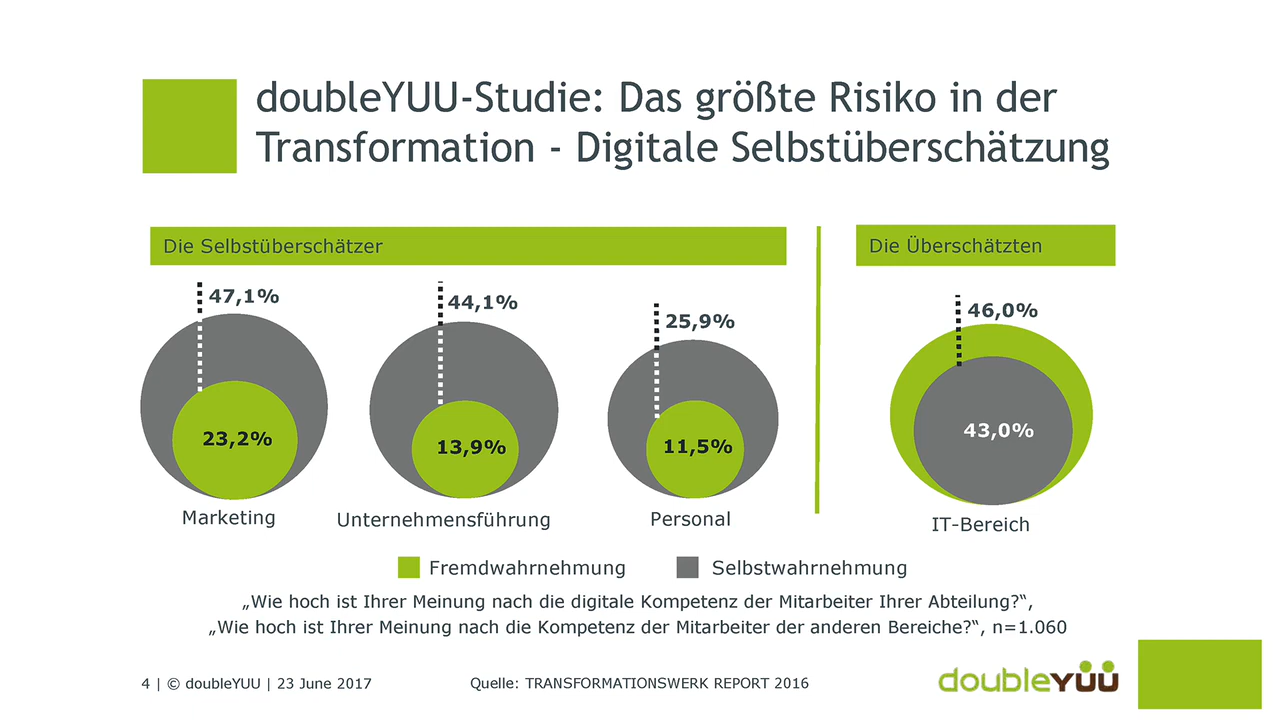 doubleYUU-Studie: Das größte Risiko in der
Transformation - Digitale Selbstüberschätzung
Die Selbstüberschätzer
47,1%
23,2%
Marketing
44,1%
13,9%
Unternehmensführung
25,9%
11,5%
Personal
Die Überschätzten
46,0%
43,0%
IT-Bereich
Fremdwahrnehmung
Selbstwahrnehmung
„Wie hoch ist Ihrer Meinung nach die digitale Kompetenz der Mitarbeiter Ihrer Abteilung?“,
„Wie hoch ist Ihrer Meinung nach die Kompetenz der Mitarbeiter der anderen Bereiche?“, n=1.060
4 | © doubleYUU | 23 June 2017
Quelle: TRANSFORMATIONSWERK REPORT 2016
doubleYUU